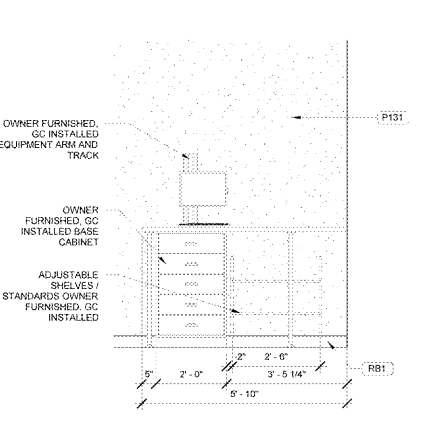 OWNER FURNISHED,
GC INSTALLED
EQUIPMENT ARM AND
TRACK
P131
OWNER
FURNISHED, GC
INSTALLED BASE
CABINET
ADJUSTABLE
SHELVES /
STANDARDS OWNER
FURNISHED. GC
INSTALLED
2"
2' - 6"
5"
2' - 0"
3' - 5 1/4"
RB1
5' - 10"